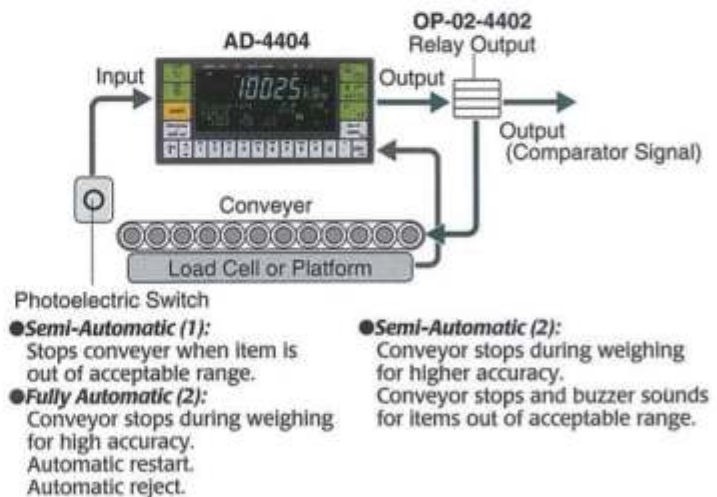 OP-02-4402
AD-4404
Relay Output
Input
10025
Output
Output
(Comparator Signal)
Conveyer
Load Cell or Platform
Photoelectric Switch
●Semi-Automatic (1):
Stops conveyer when item is
out of acceptable range.
●Fully Automatic (2):
Conveyor stops during weighing
for high accuracy.
Automatic restart.
Automatic reject.
●Semi-Automatic (2):
Conveyor stops during weighing
for higher accuracy.
Conveyor stops and buzzer sounds
for items out of acceptable range.